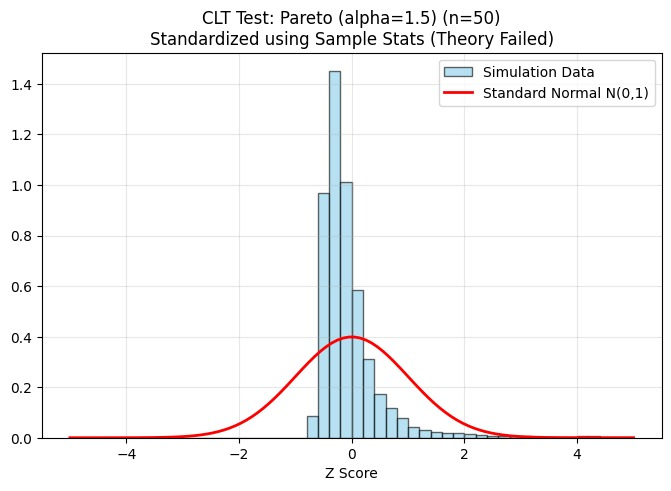 CLT Test: Pareto (alpha=1.5) (n=50)
Standardized using Sample Stats (Theory Failed)
Simulation Data
Standard Normal N(0,1)
1.4
1.2
1.0
0.8
0.6
0.4
0.2
0.0
−4 −2 0 2 4
Z Score